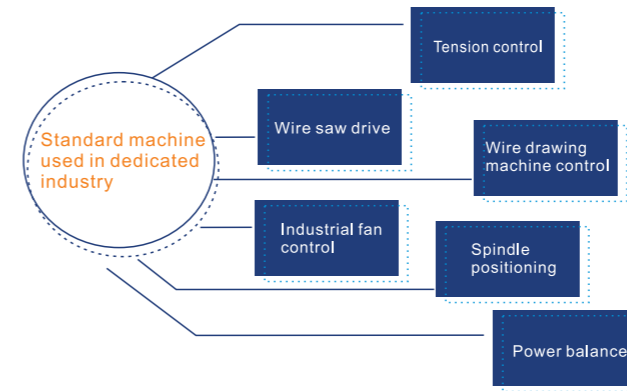 Tension control
Wire saw drive
Standard machine
used in dedicated
industry
Wire drawing
machine control
Industrial fan
control
Spindle
positioning
Power balance